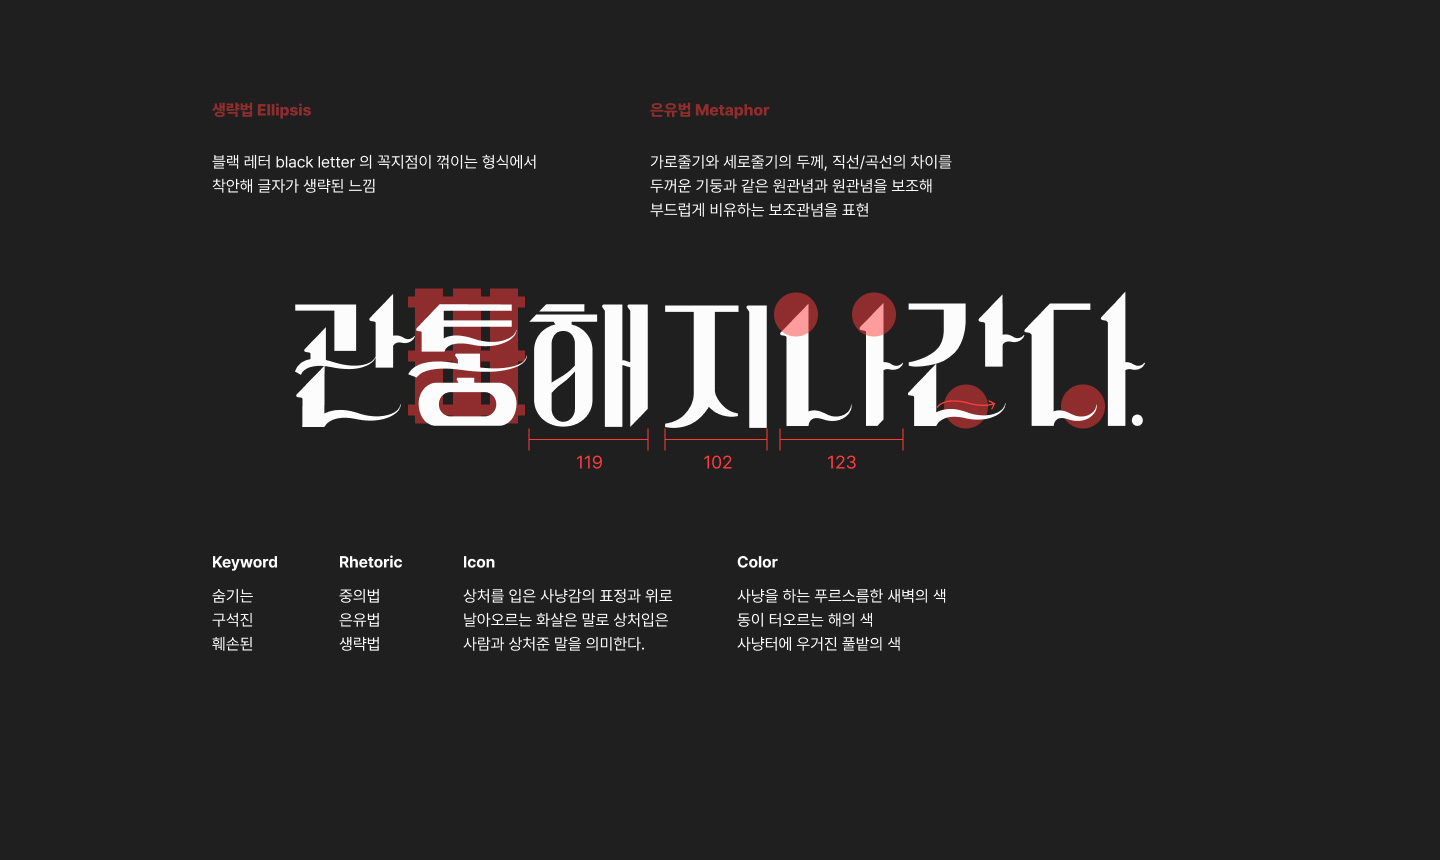 생략법 Ellipsis
블랙 레터 black letter 의 꼭지점이 꺾이는 형식에서
착안해 글자가 생략된 느낌
은유법 Metaphor
가로줄기와 세로줄기의 두께, 직선/곡선의 차이를
두꺼운 기둥과 같은 원관념과 원관념을 보조해
부드럽게 비유하는 보조관념을 표현
관통해지나간다.
119
102
123
Keyword
숨기는
구석진
훼손된
Rhetoric
중의법
은유법
생략법
Icon
상처를 입은 사냥감의 표정과 위로
날아오르는 화살은 말로 상처입은
사람과 상처준 말을 의미한다.
Color
사냥을 하는 푸르스름한 새벽의 색
동이 터오르는 해의 색
사냥터에 우거진 풀밭의 색